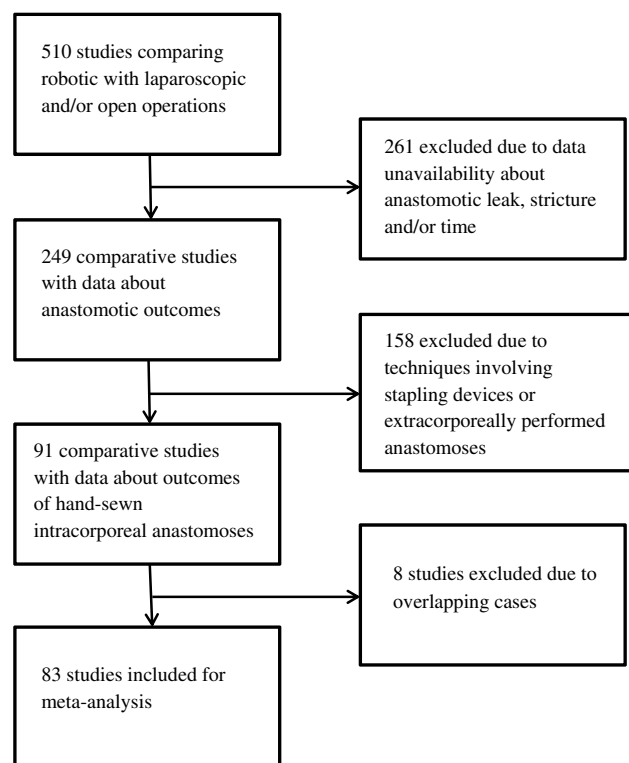 510 studies comparing
robotic with laparoscopic
and/or open operations
261 excluded due to data
unavailability about
anastomotic leak, stricture
and/or time
249 comparative studies
with data about
anastomotic outcomes
158 excluded due to
techniques involving
stapling devices or
extracorporeally performed
anastomoses
91 comparative studies
with data about outcomes
of hand-sewn
intracorporeal anastomoses
8 studies excluded due to
overlapping cases
83 studies included for
meta-analysis